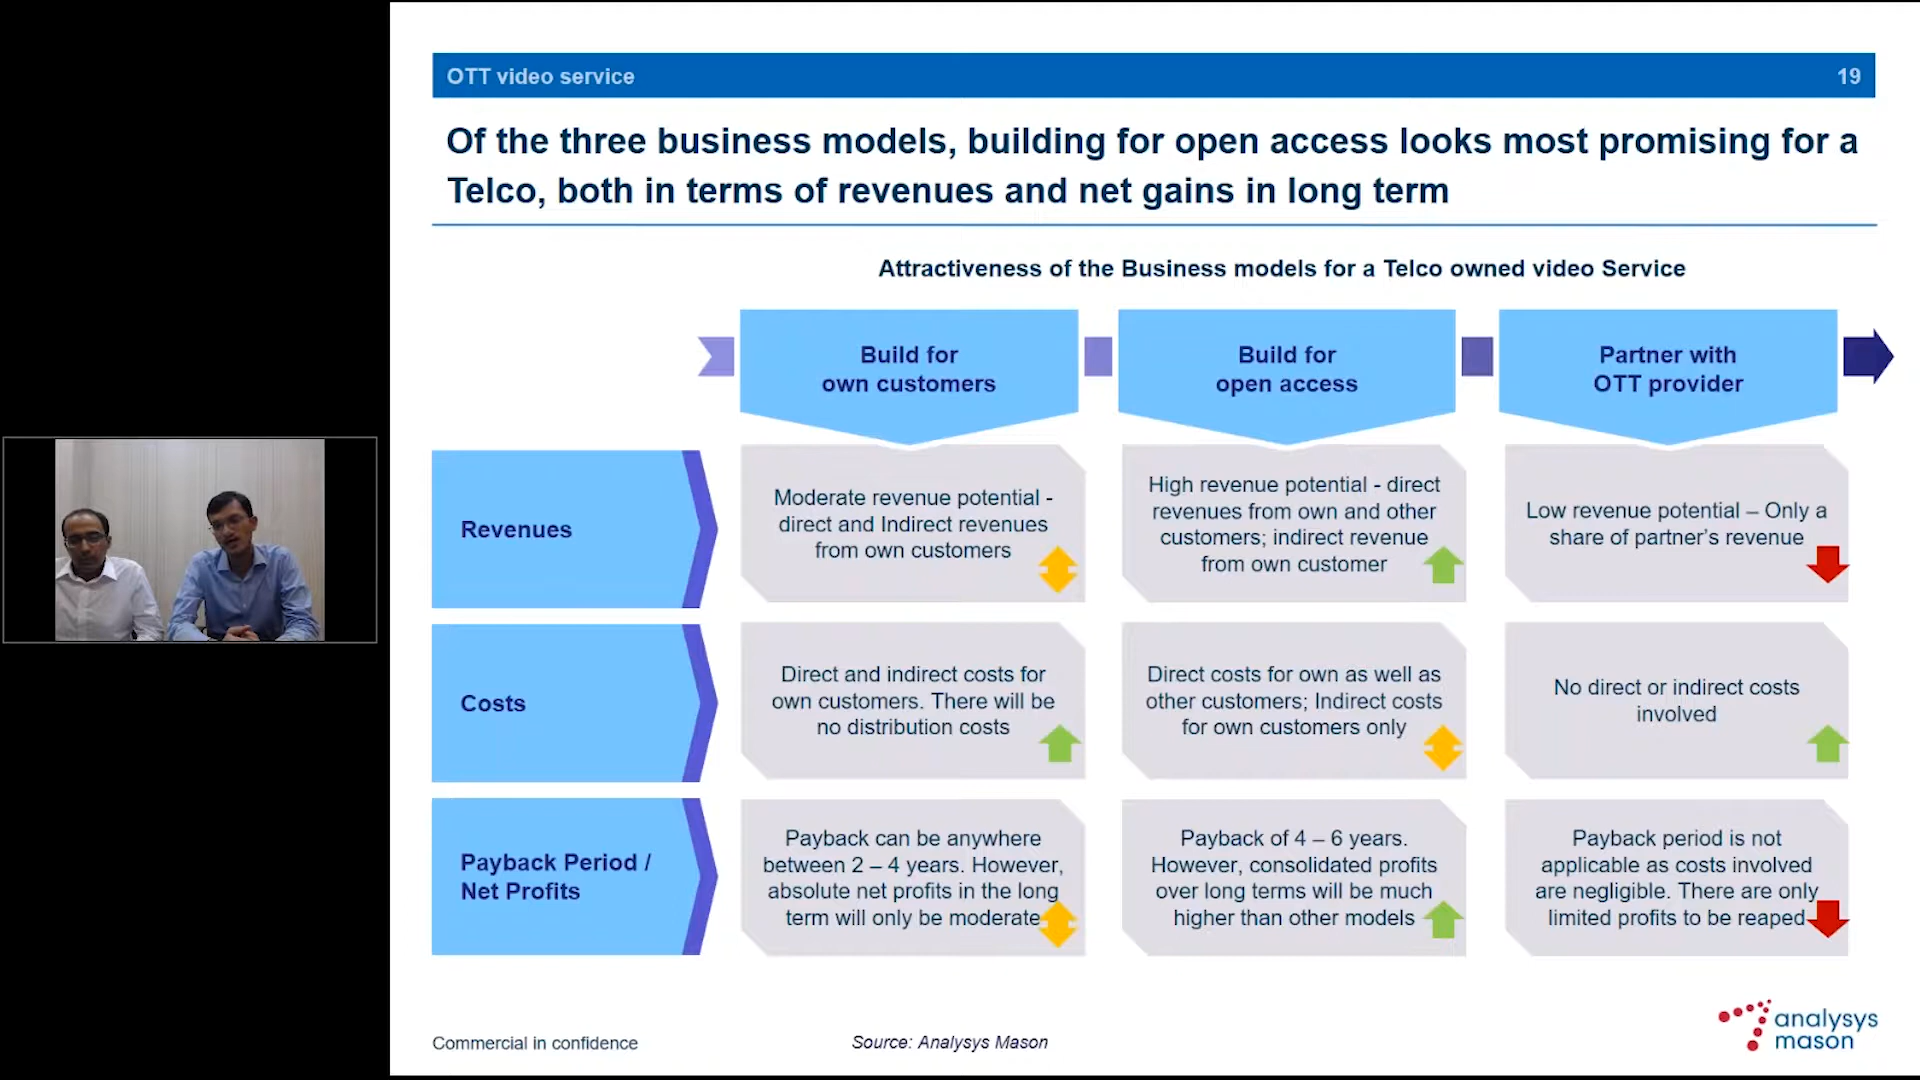 OTT video service
19
Of the three business models, building for open access looks most promising for a
Telco, both in terms of revenues and net gains in long term
Attractiveness of the Business models for a Telco owned video Service
Build for
own customers
Build for
open access
Partner with
OTT provider
Revenues
Moderate revenue potential -
direct and Indirect revenues
from own customers
High revenue potential - direct
revenues from own and other
customers; indirect revenue
from own customer
Low revenue potential – Only a
share of partner's revenue
Costs
Direct and indirect costs for
own customers. There will be
no distribution costs
Direct costs for own as well as
other customers; Indirect costs
for own customers only
No direct or indirect costs
involved
Payback Period /
Net Profits
Payback can be anywhere
between 2 – 4 years. However,
absolute net profits in the long
term will only be moderate
Payback of 4 – 6 years.
However, consolidated profits
over long terms will be much
higher than other models
Payback period is not
applicable as costs involved
are negligible. There are only
limited profits to be reaped
Commercial in confidence
Source: Analysys Mason
analysys
mason